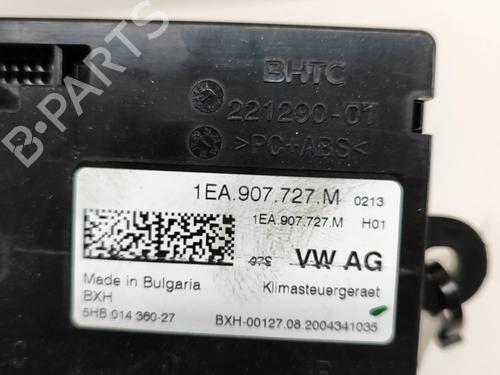 BHTC
221290-01
>PC+ABS<
1EA.907.727.M 0213
1EA.907.727.M H01
VW AG
Made in Bulgaria Klimasteuergeraet
BXH
5HB 014 360-27 BXH-00127.08.2004341035
B-PARTS